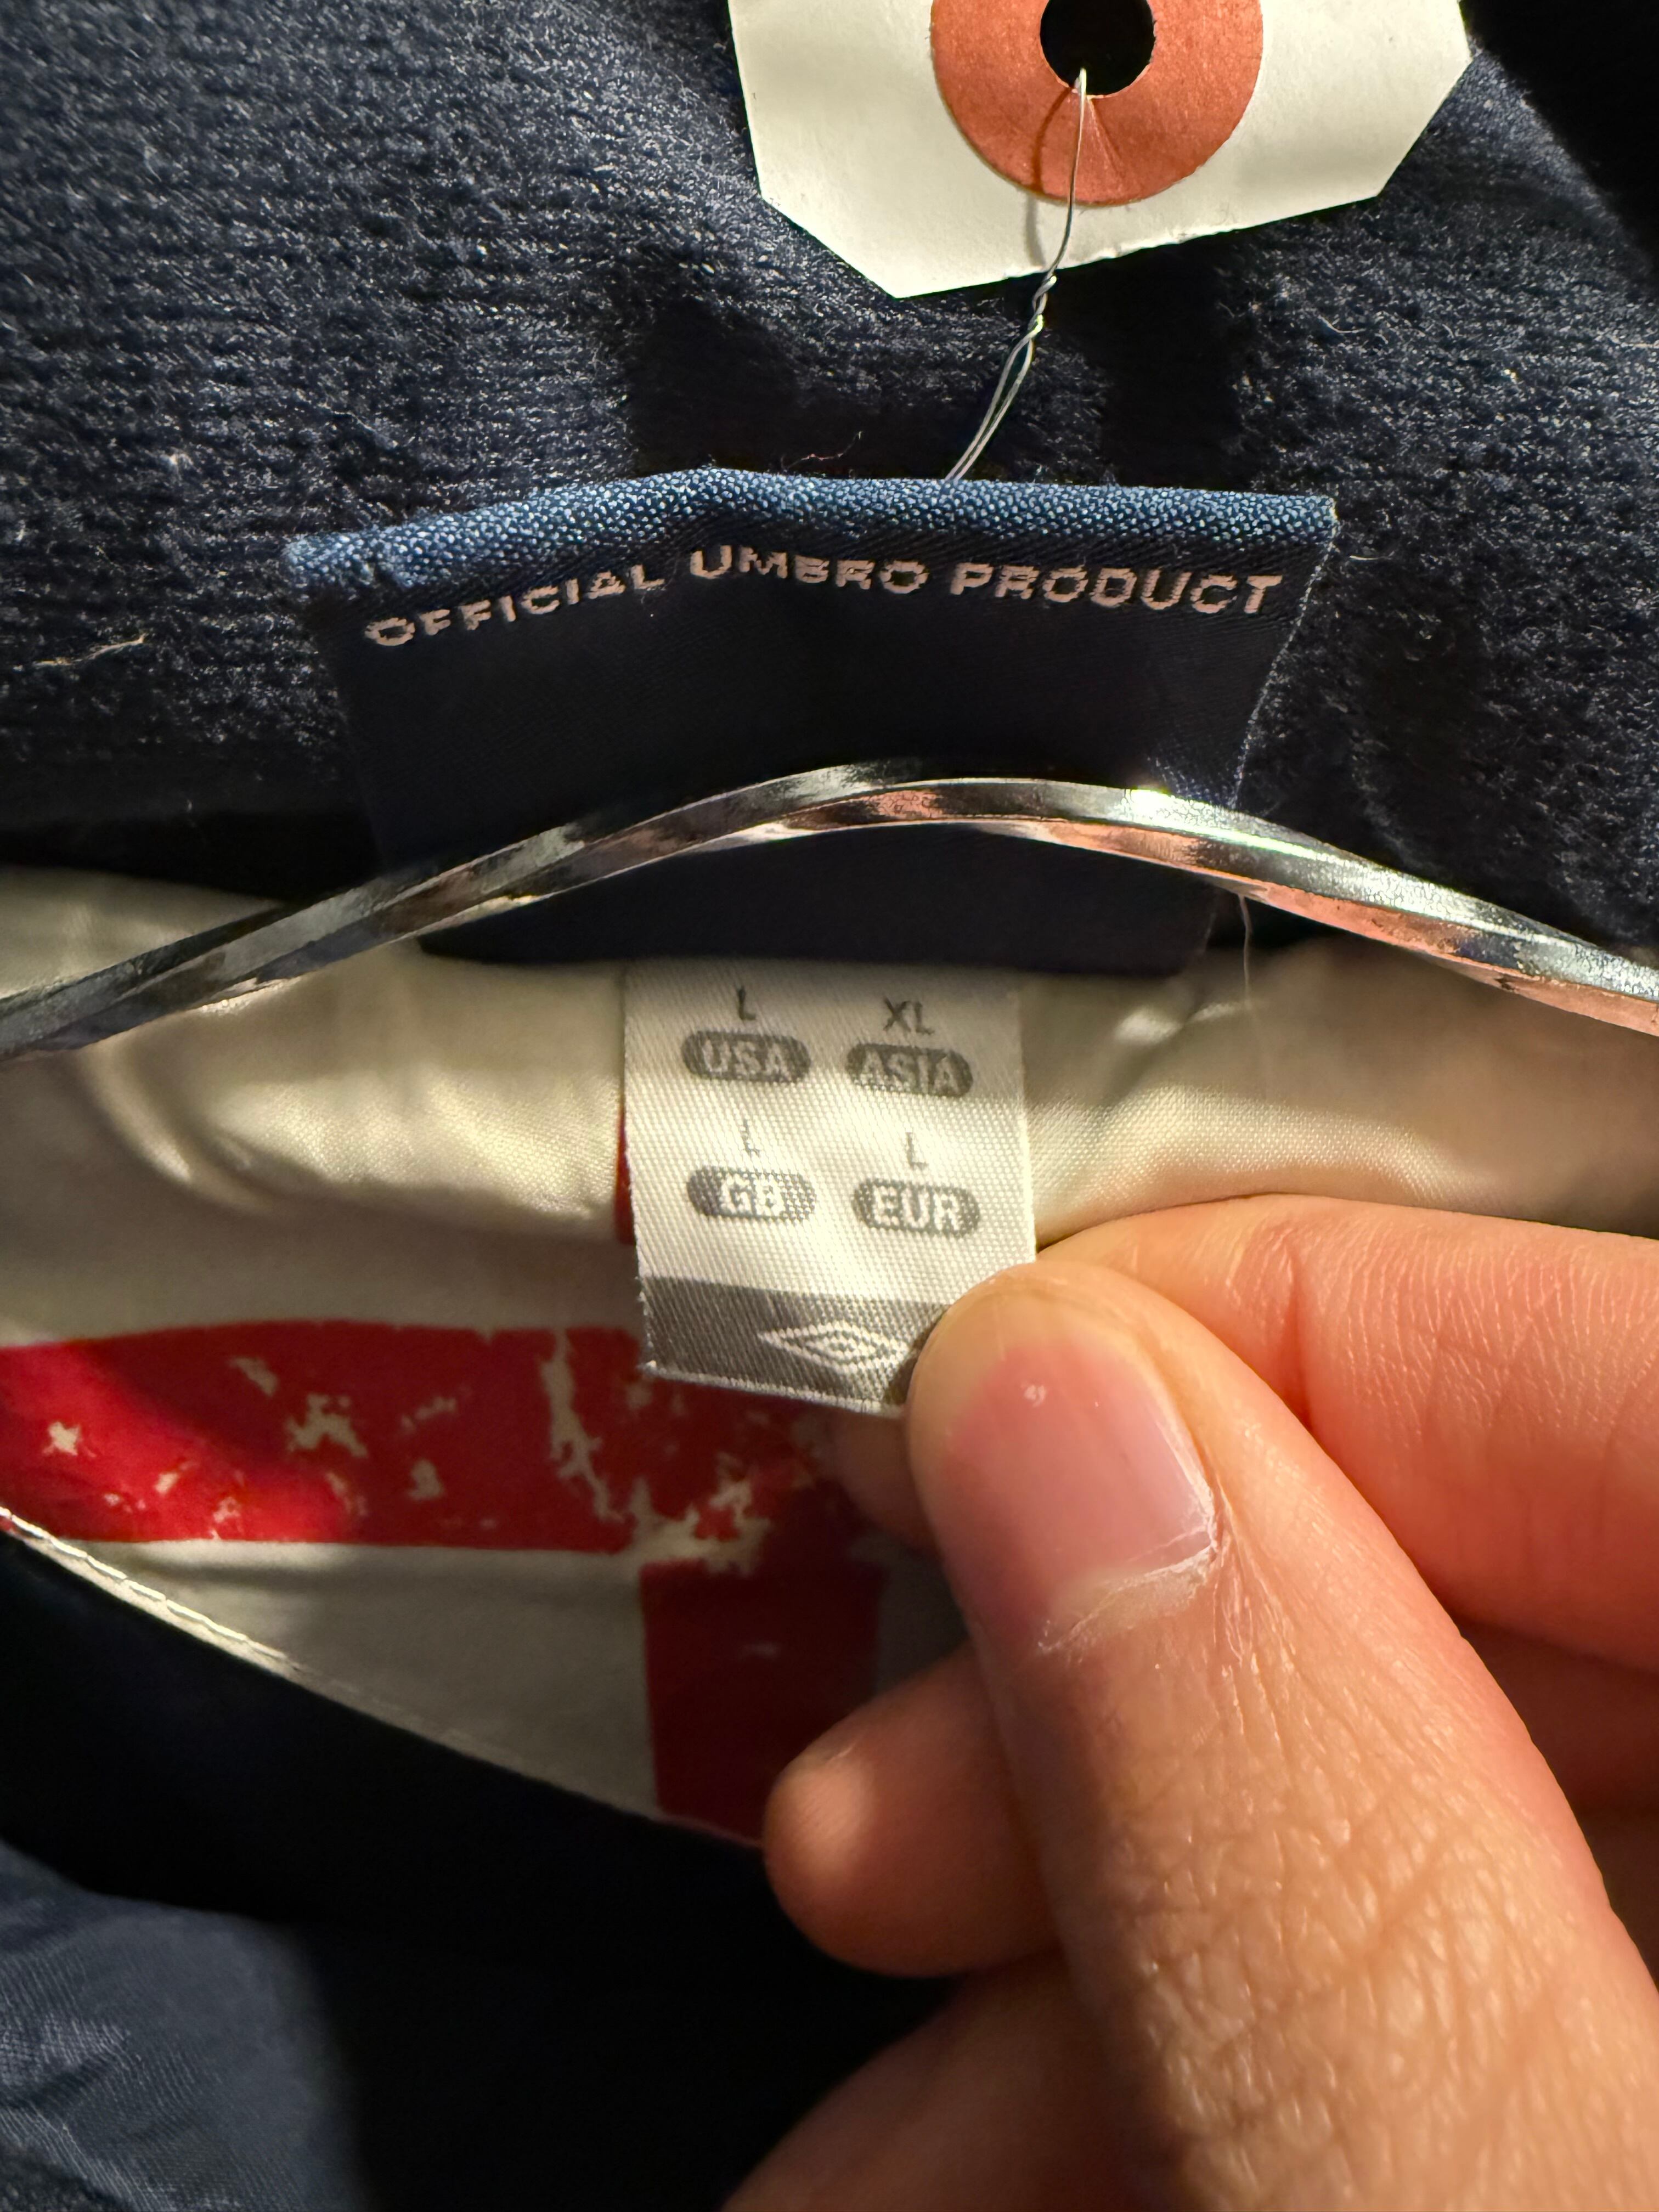 OFFICIAL UMBRO PRODUCT
L XL
USA ASIA
L L
GB EUR